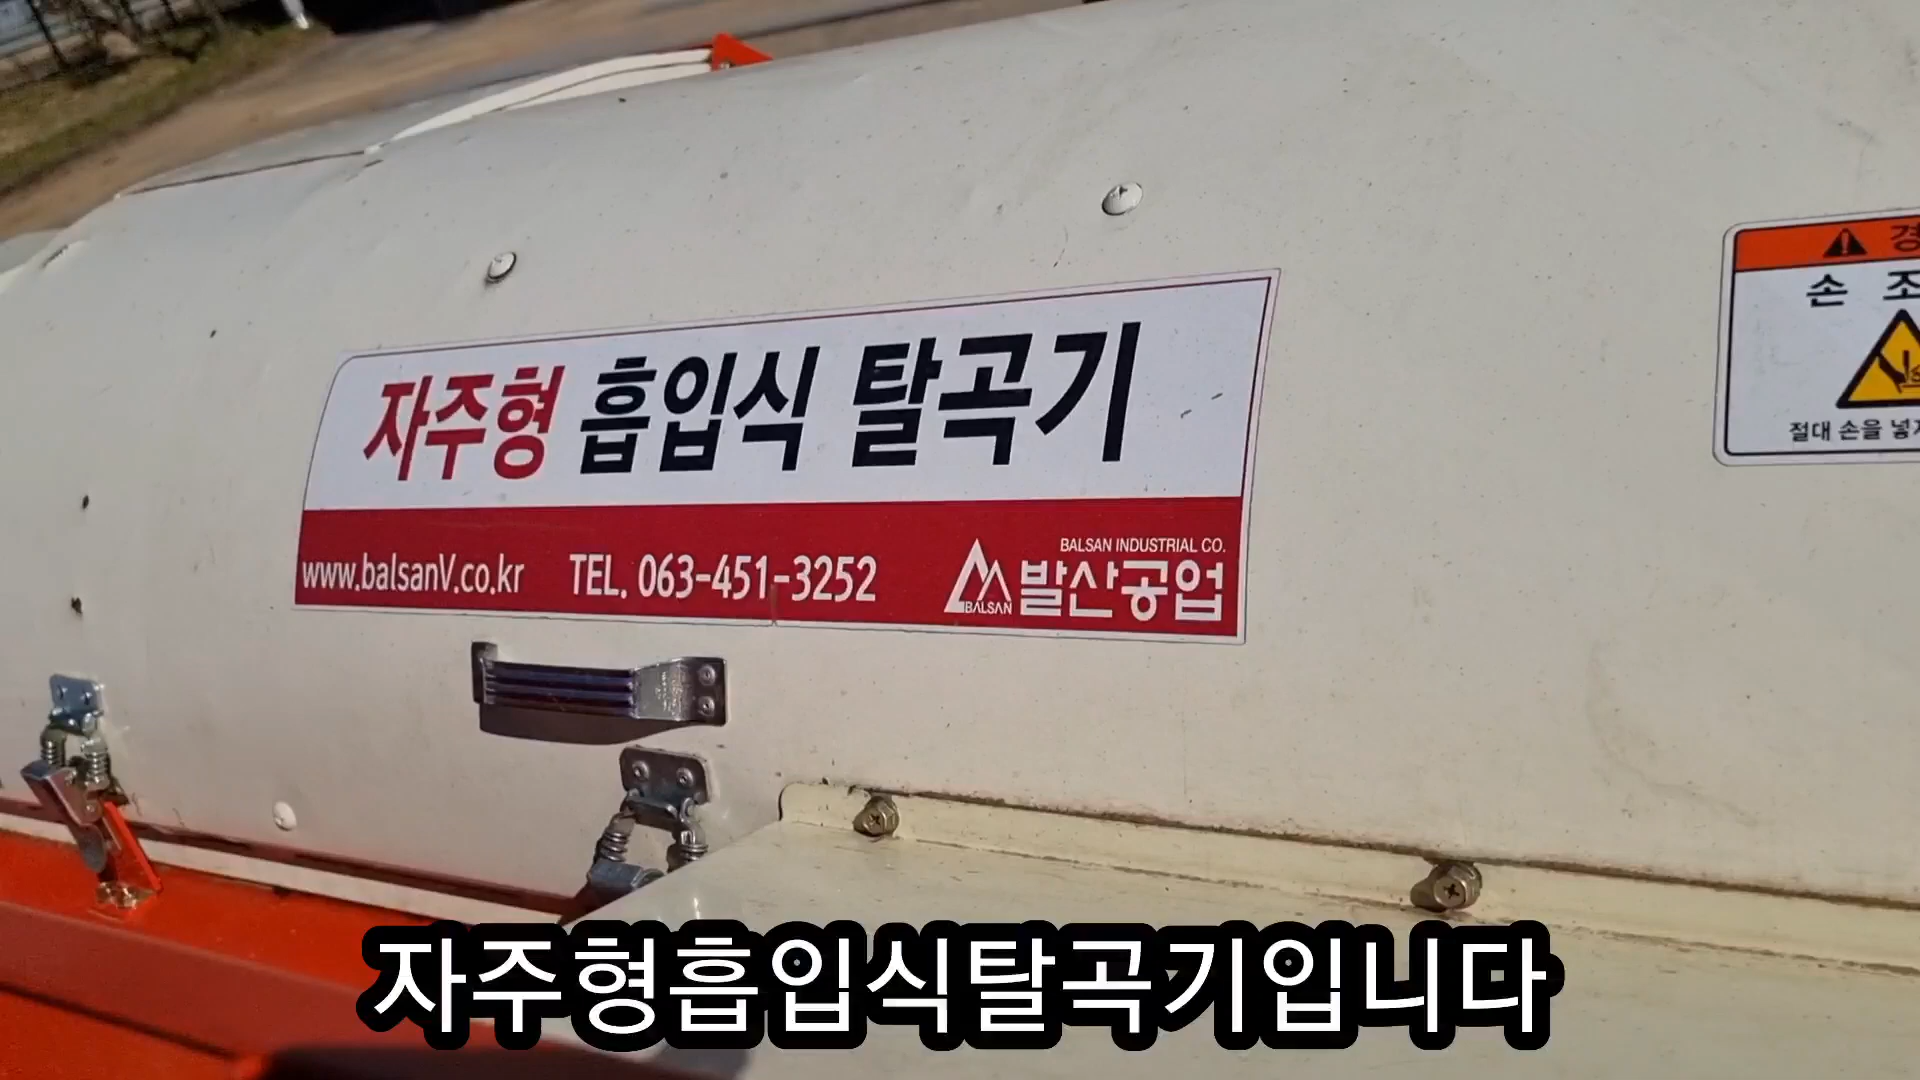 자주형 흡입식 탈곡기
www.balsanV.co.kr TEL. 063-451-3252
BALSAN INDUSTRIAL CO.
BALSAN 발산공업
손
절대 손을
자주형흡입식탈곡기입니다